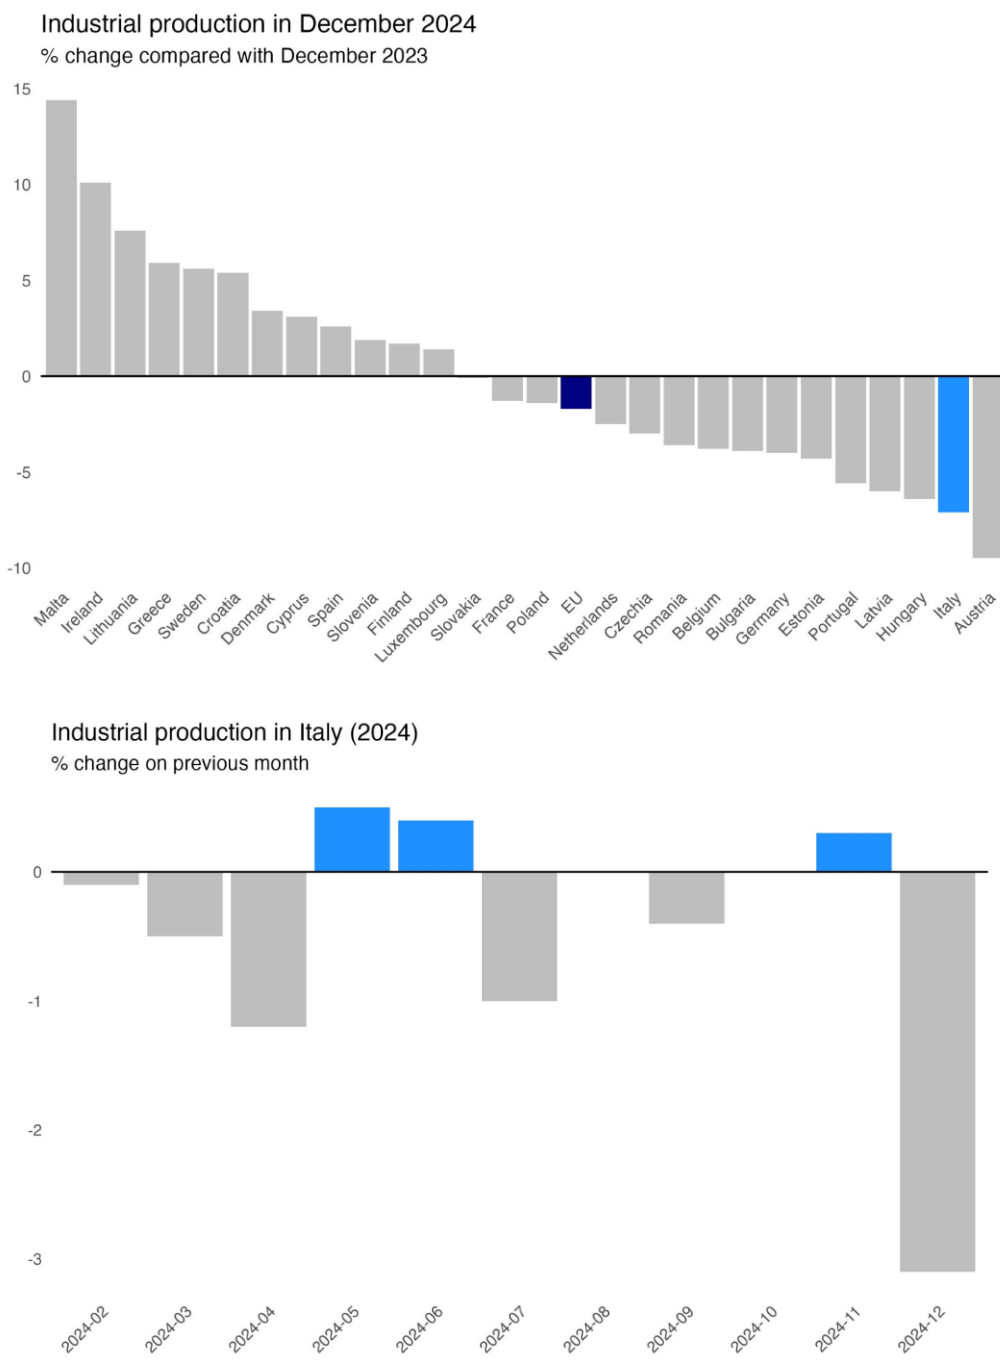 Industrial production in December 2024
% change compared with December 2023
15
10
5
0
-5
-10
Malta
Ireland
Lithuania
Greece
Sweden
Croatia
Denmark
Cyprus
Spain
Slovenia
Finland
Luxembourg
Slovakia
France
Poland
EU
Netherlands
Czechia
Romania
Belgium
Bulgaria
Germany
Estonia
Portugal
Latvia
Hungary
Italy
Austria
Industrial production in Italy (2024)
% change on previous month
0
-1
-2
-3
2024-02
2024-03
2024-04
2024-05
2024-06
2024-07
2024-08
2024-09
2024-10
2024-11
2024-12